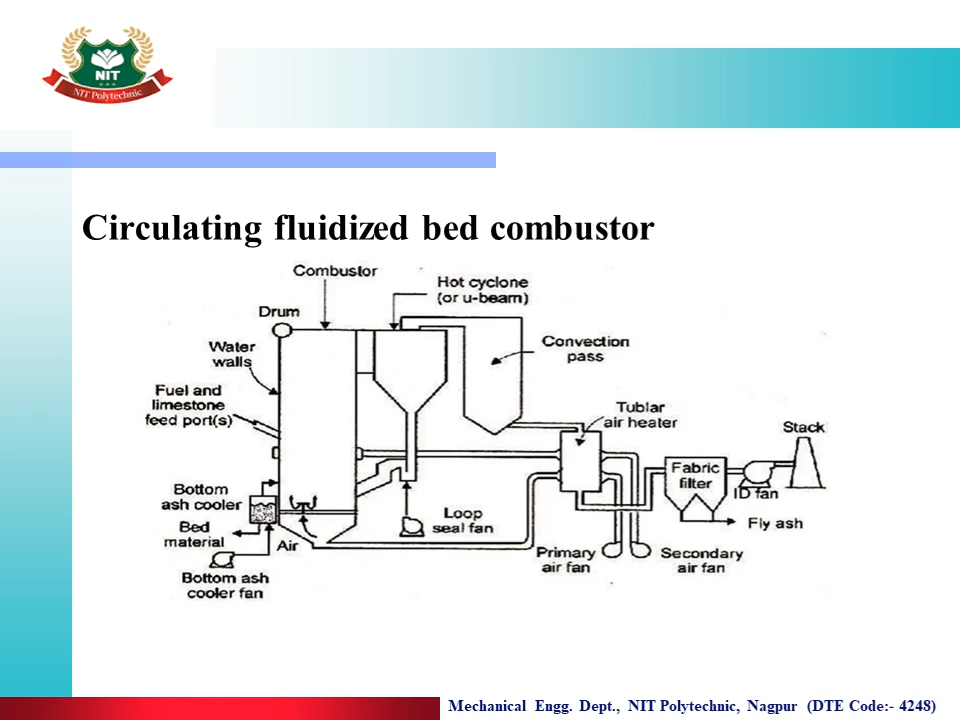 NIT
NIT Polytechnic
Circulating fluidized bed combustor
Combustor
Hot cyclone
(or u-beam)
Drum
Water
walls
Convection
pass
Fuel and
limestone
feed port(s)
Tublar
air heater
Stack
Fabric
filter
ID fan
Bottom
ash cooler
Loop
seal fan
Fly ash
Bed
material
Air
Primary
air fan
Secondary
air fan
Bottom ash
cooler fan
Mechanical Engg. Dept., NIT Polytechnic, Nagpur (DTE Code:- 4248)